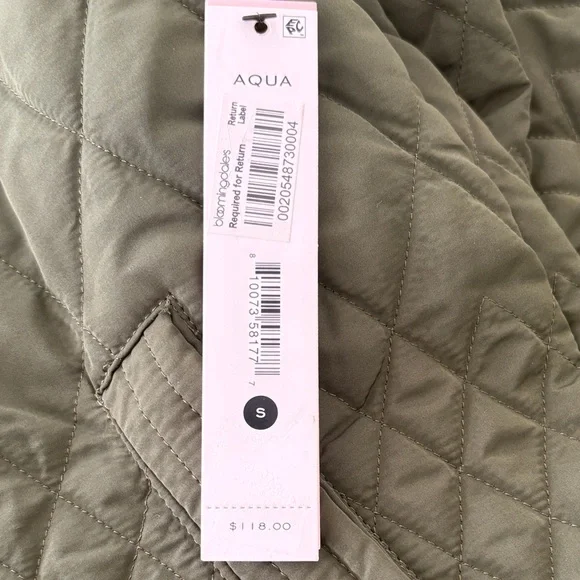 AQUA
Return
Label
bloomingdales
Required for Return
0020548730004
8 10073 58177 7
S
$118.00